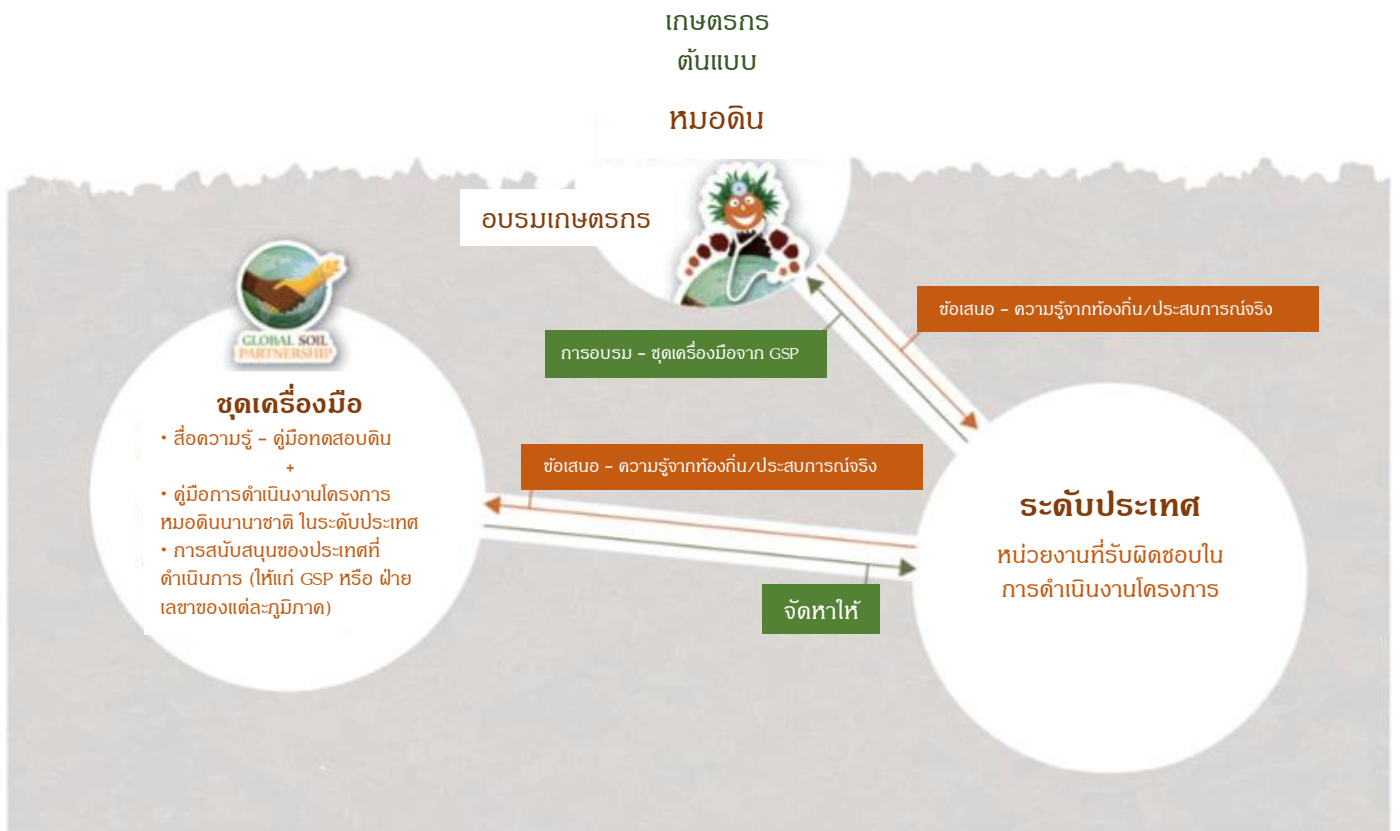 เกษตรกร
ต้นแบบ
หมอดิน
อบรมเกษตรกร
ข้อเสนอ - ความรู้จากท้องถิ่น/ประสบการณ์จริง
การอบรม - ชุดเครื่องมือจาก GSP
GLOBAL SOIL
PARTNERSHIP
ชุดเครื่องมือ
• สื่อความรู้ - คู่มือทดสอบดิน
+
• คู่มือการดำเนินงานโครงการ
หมอดินนานาชาติ ในระดับประเทศ
• การสนับสนุนของประเทศที่
ดำเนินการ (ให้แก่ GSP หรือ ฝ่าย
เลขาของแต่ละภูมิภาค)
ข้อเสนอ - ความรู้จากท้องถิ่น/ประสบการณ์จริง
ระดับประเทศ
หน่วยงานที่รับผิดชอบใน
การดำเนินงานโครงการ
จัดหาให้